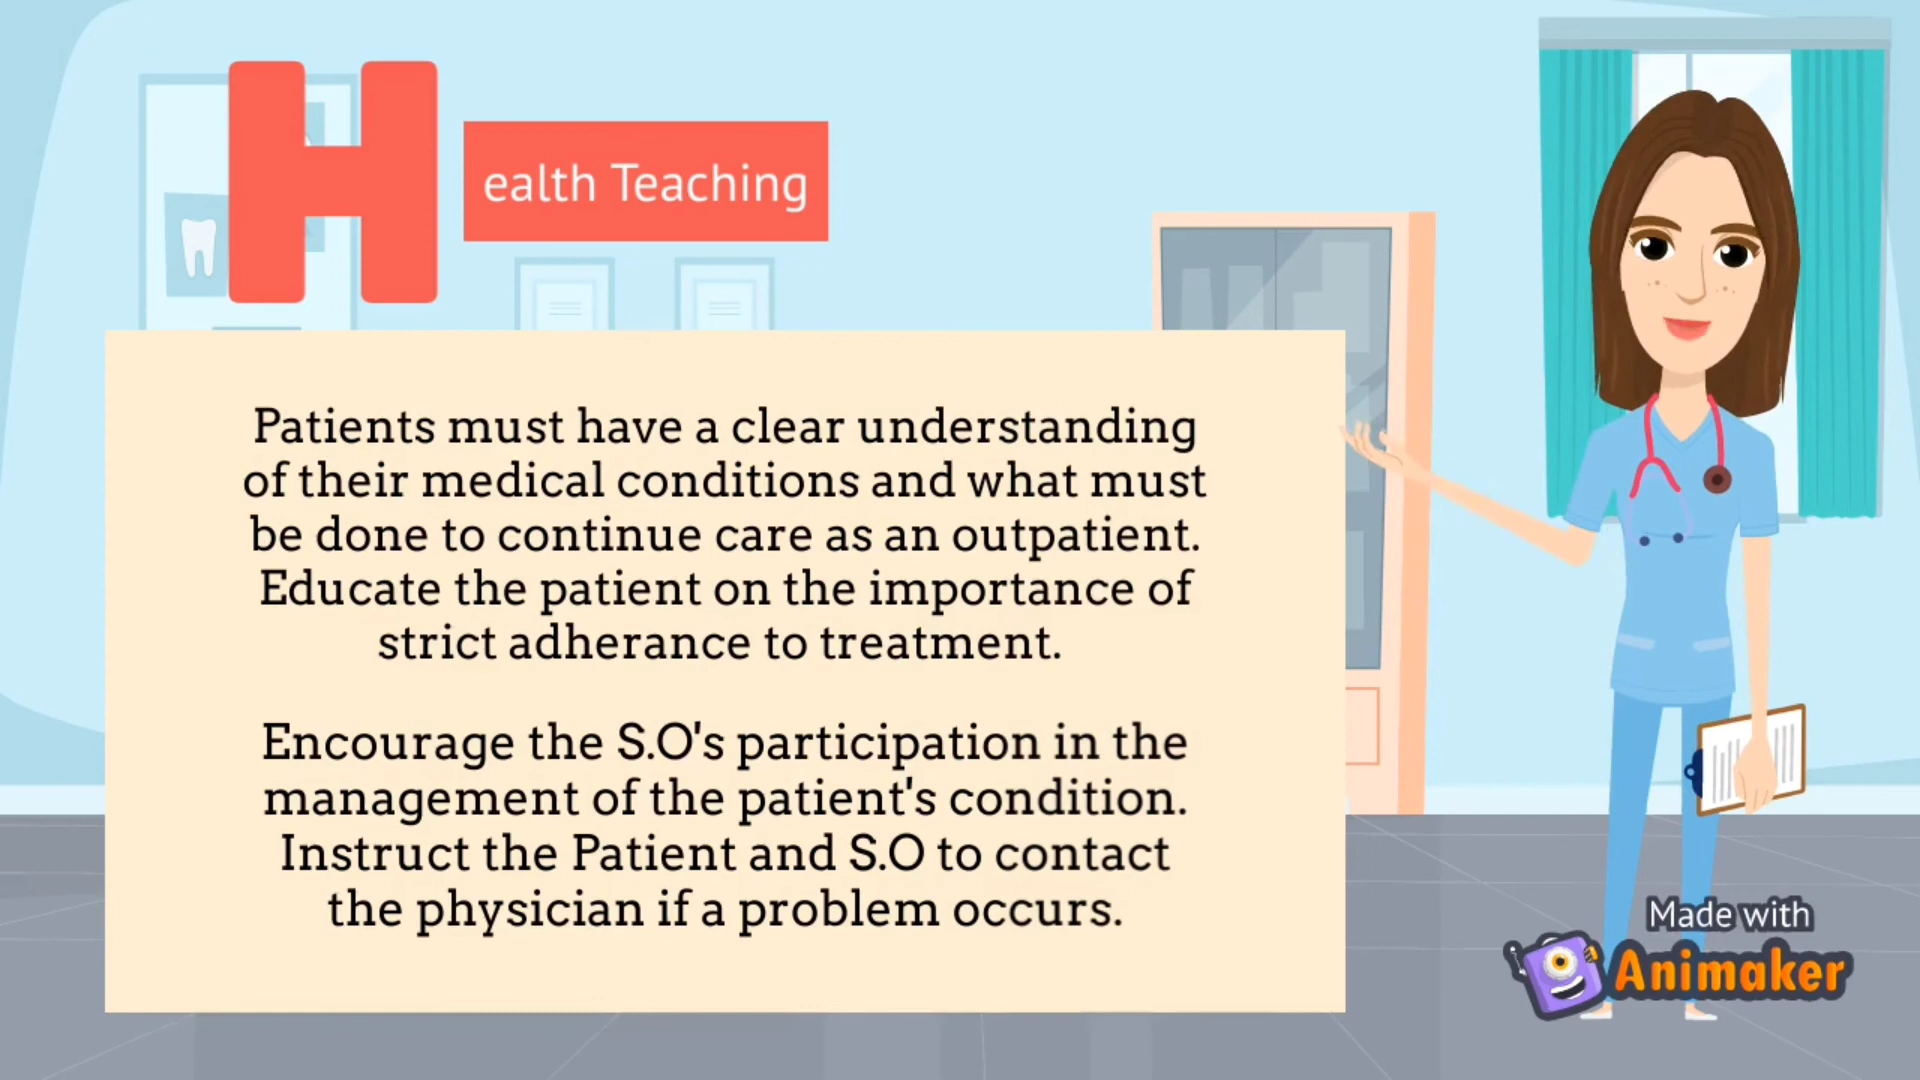 Health Teaching
Patients must have a clear understanding
of their medical conditions and what must
be done to continue care as an outpatient.
Educate the patient on the importance of
strict adherance to treatment.
Encourage the S.O's participation in the
management of the patient's condition.
Instruct the Patient and S.O to contact
the physician if a problem occurs.
Made with
Animaker